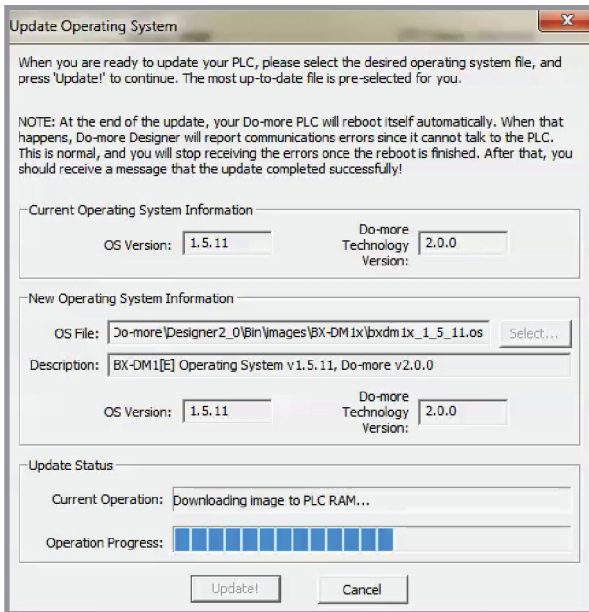 Update Operating System
x
When you are ready to update your PLC, please select the desired operating system file, and
press 'Update!' to continue. The most up-to-date file is pre-selected for you.
NOTE: At the end of the update, your Do-more PLC will reboot itself automatically. When that
happens, Do-more Designer will report communications errors since it cannot talk to the PLC.
This is normal, and you will stop receiving the errors once the reboot is finished. After that, you
should receive a message that the update completed successfully!
Current Operating System Information
OS Version: 1.5.11
Do-more
Technology
Version:
2.0.0
New Operating System Information
OS File: Do-more\Designer2_0\Bin\Images\BX-DM1x\bxdm1x_1_5_11.os Select...
Description: BX-DM1[E] Operating System v1.5.11, Do-more v2.0.0
OS Version: 1.5.11
Do-more
Technology
Version:
2.0.0
Update Status
Current Operation: Downloading image to PLC RAM...
Operation Progress:
Update! Cancel